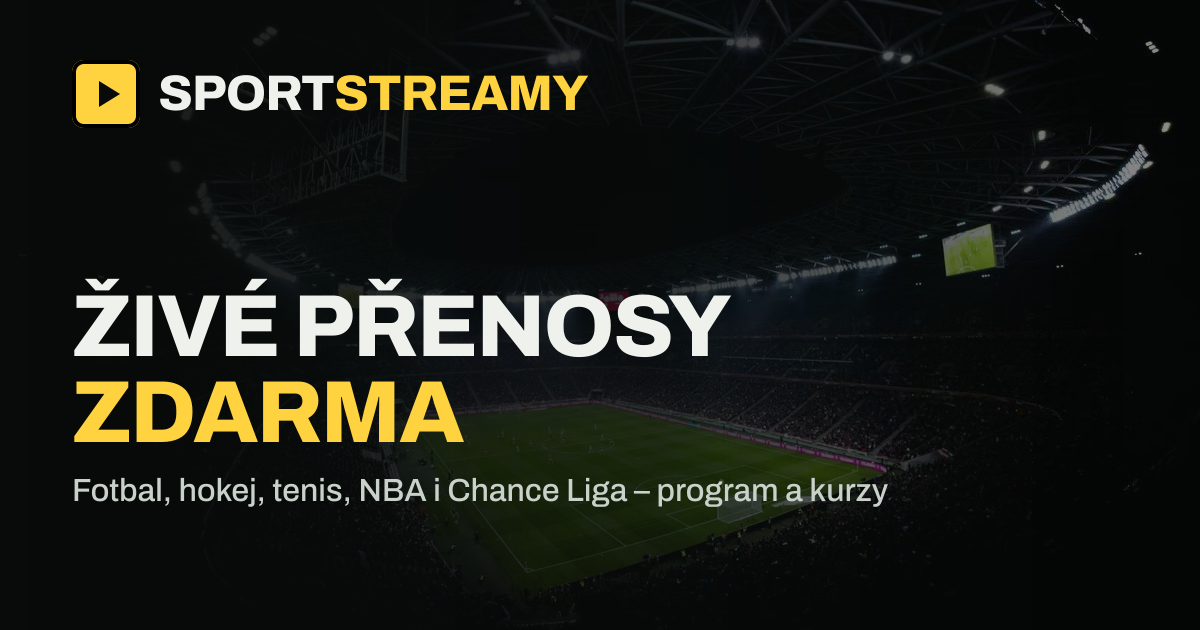 SPORTSTREAMY
ŽIVÉ PŘENOSY
ZDARMA
Fotbal, hokej, tenis, NBA i Chance Liga – program a kurzy